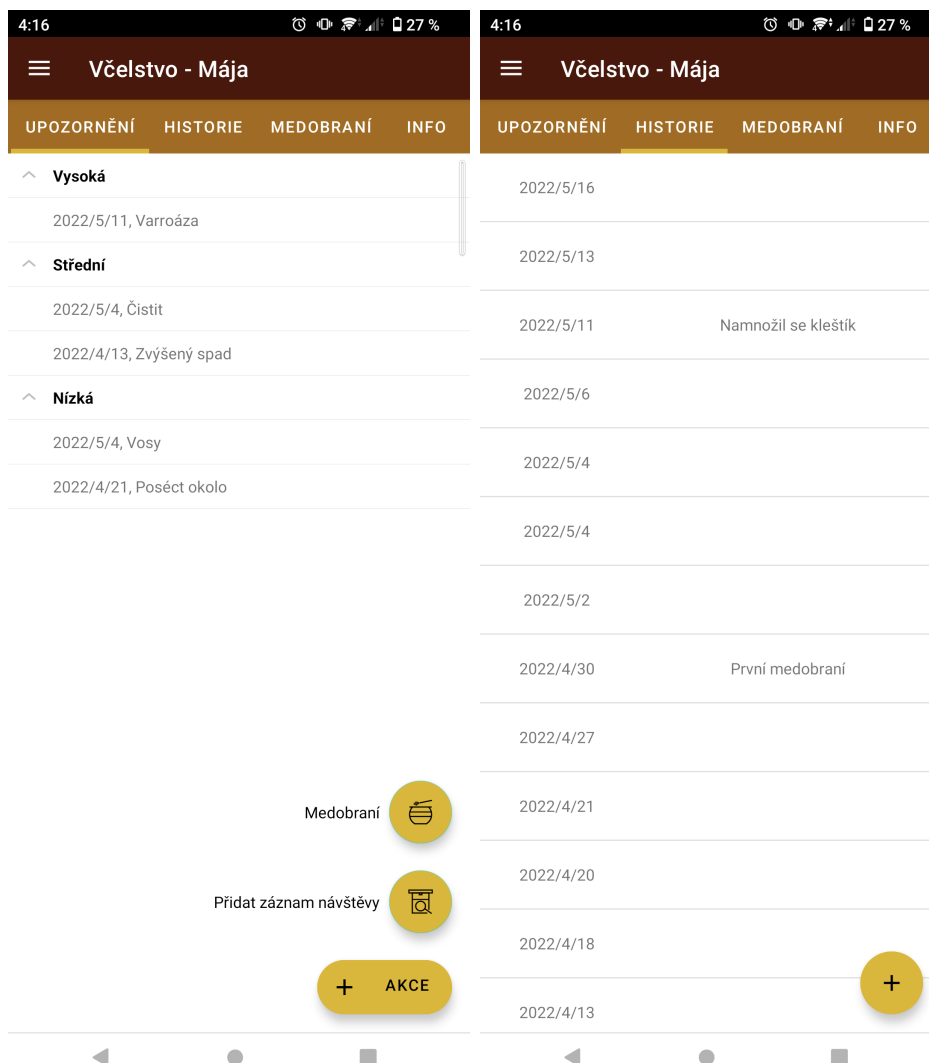 4:16
27 %
Včelstvo - Mája
UPOZORNĚNÍ HISTORIE MEDOBRANÍ INFO
Vysoká
2022/5/11, Varroáza
Střední
2022/5/4, Čistit
2022/4/13, Zvýšený spad
Nízká
2022/5/4, Vosy
2022/4/21, Poséct okolo
Medobraní
Přidat záznam návštěvy
+ AKCE
4:16
27 %
Včelstvo - Mája
UPOZORNĚNÍ HISTORIE MEDOBRANÍ INFO
2022/5/16
2022/5/13
2022/5/11 Namnožil se kleštík
2022/5/6
2022/5/4
2022/5/4
2022/5/2
2022/4/30 První medobraní
2022/4/27
2022/4/21
2022/4/20
2022/4/18
2022/4/13
+